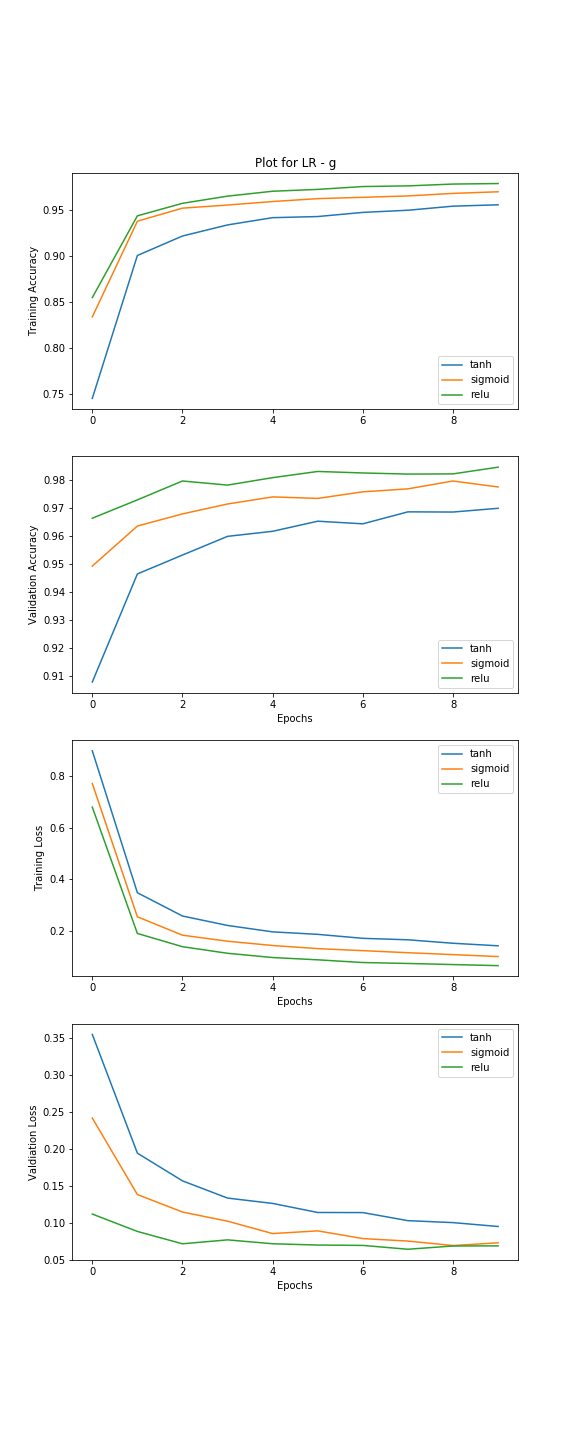 Plot for LR - g
Training Accuracy
0.95
0.90
0.85
0.80
0.75
tanh
sigmoid
relu
0 2 4 6 8
Validation Accuracy
0.98
0.97
0.96
0.95
0.94
0.93
0.92
0.91
tanh
sigmoid
relu
0 2 4 6 8
Epochs
Training Loss
0.8
0.6
0.4
0.2
tanh
sigmoid
relu
0 2 4 6 8
Epochs
Valdiation Loss
0.35
0.30
0.25
0.20
0.15
0.10
0.05
tanh
sigmoid
relu
0 2 4 6 8
Epochs